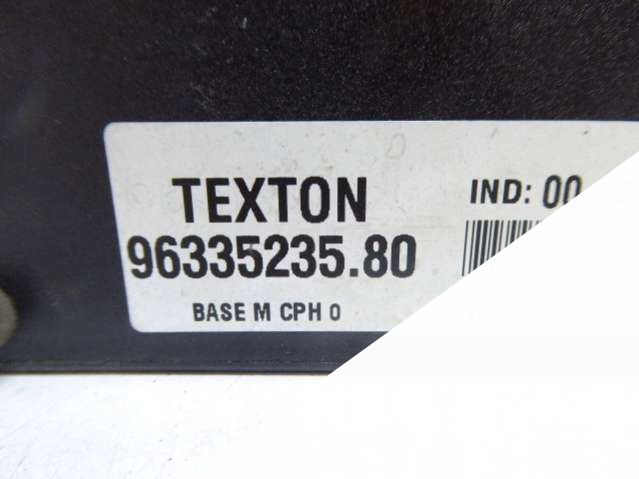 TEXTON
96335235.80
BASE M CPH 0
IND: 00